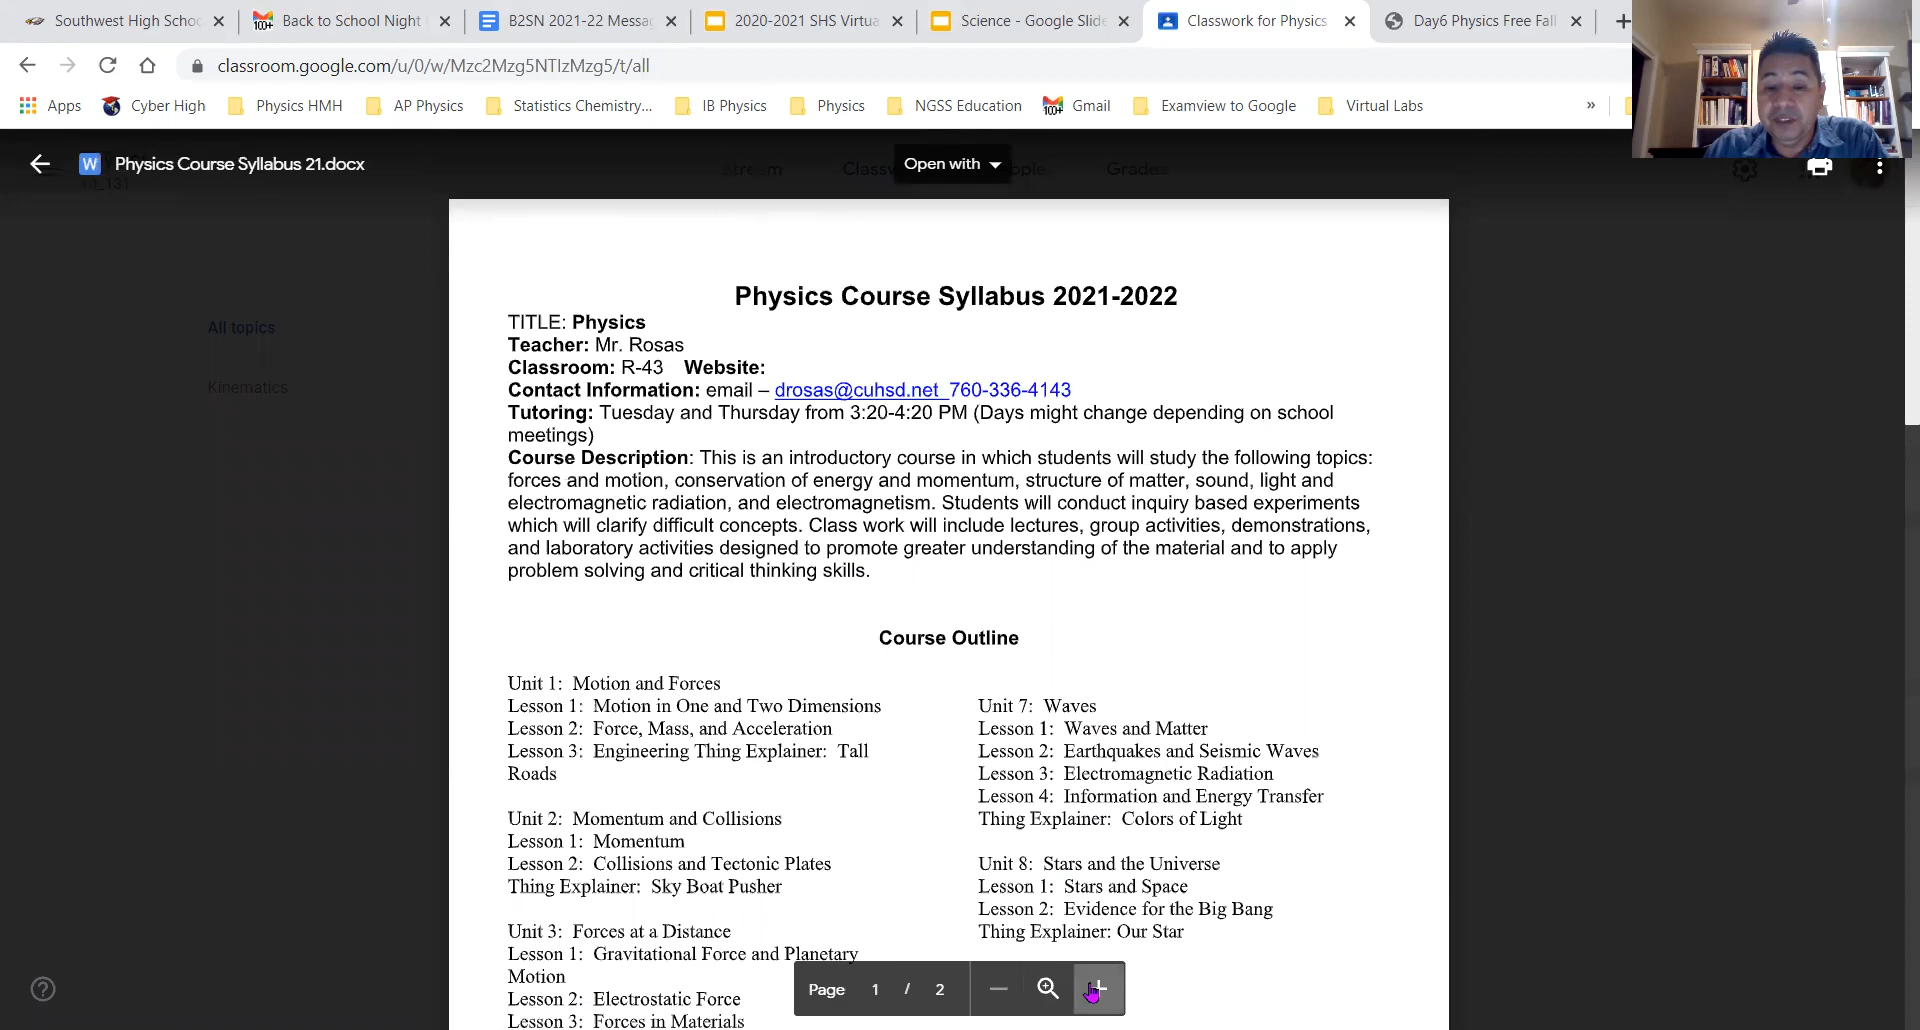 Southwest High Schoo
Back to School Night
B2SN 2021-22 Messa
2020-2021 SHS Virtua
Science - Google Slide
Classwork for Physics
Day6 Physics Free Fall
classroom.google.com/u/0/w/Mzc2Mzg5NTIzMzg5/t/all
Apps
Cyber High
Physics HMH
AP Physics
Statistics Chemistry...
IB Physics
Physics
NGSS Education
100+
Gmail
Examview to Google
Virtual Labs
»
W
Physics Course Syllabus 21.docx
Stream
Open with
Grades
All topics
Kinematics
Physics Course Syllabus 2021-2022
TITLE: Physics
Teacher: Mr. Rosas
Classroom: R-43 Website:
Contact Information: email – drosas@cuhsd.net 760-336-4143
Tutoring: Tuesday and Thursday from 3:20-4:20 PM (Days might change depending on school
meetings)
Course Description: This is an introductory course in which students will study the following topics:
forces and motion, conservation of energy and momentum, structure of matter, sound, light and
electromagnetic radiation, and electromagnetism. Students will conduct inquiry based experiments
which will clarify difficult concepts. Class work will include lectures, group activities, demonstrations,
and laboratory activities designed to promote greater understanding of the material and to apply
problem solving and critical thinking skills.
Course Outline
Unit 1: Motion and Forces
Lesson 1: Motion in One and Two Dimensions
Lesson 2: Force, Mass, and Acceleration
Lesson 3: Engineering Thing Explainer: Tall
Roads
Unit 2: Momentum and Collisions
Lesson 1: Momentum
Lesson 2: Collisions and Tectonic Plates
Thing Explainer: Sky Boat Pusher
Unit 3: Forces at a Distance
Lesson 1: Gravitational Force and Planetary
Motion
Lesson 2: Electrostatic Force
Lesson 3: Forces in Materials
Unit 7: Waves
Lesson 1: Waves and Matter
Lesson 2: Earthquakes and Seismic Waves
Lesson 3: Electromagnetic Radiation
Lesson 4: Information and Energy Transfer
Thing Explainer: Colors of Light
Unit 8: Stars and the Universe
Lesson 1: Stars and Space
Lesson 2: Evidence for the Big Bang
Thing Explainer: Our Star
Page 1 / 2